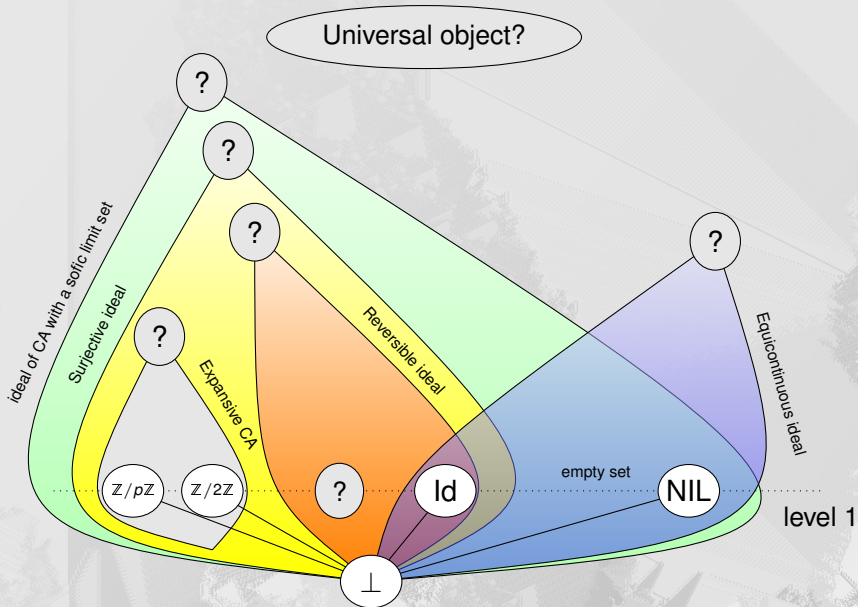 Universal object?
?
?
?
?
?
ideal of CA with a sofic limit set
Surjective ideal
Expansive CA
Reversible ideal
Equicontinuous ideal
empty set
ℤ/pℤ
ℤ/2ℤ
?
Id
NIL
level 1
⊥